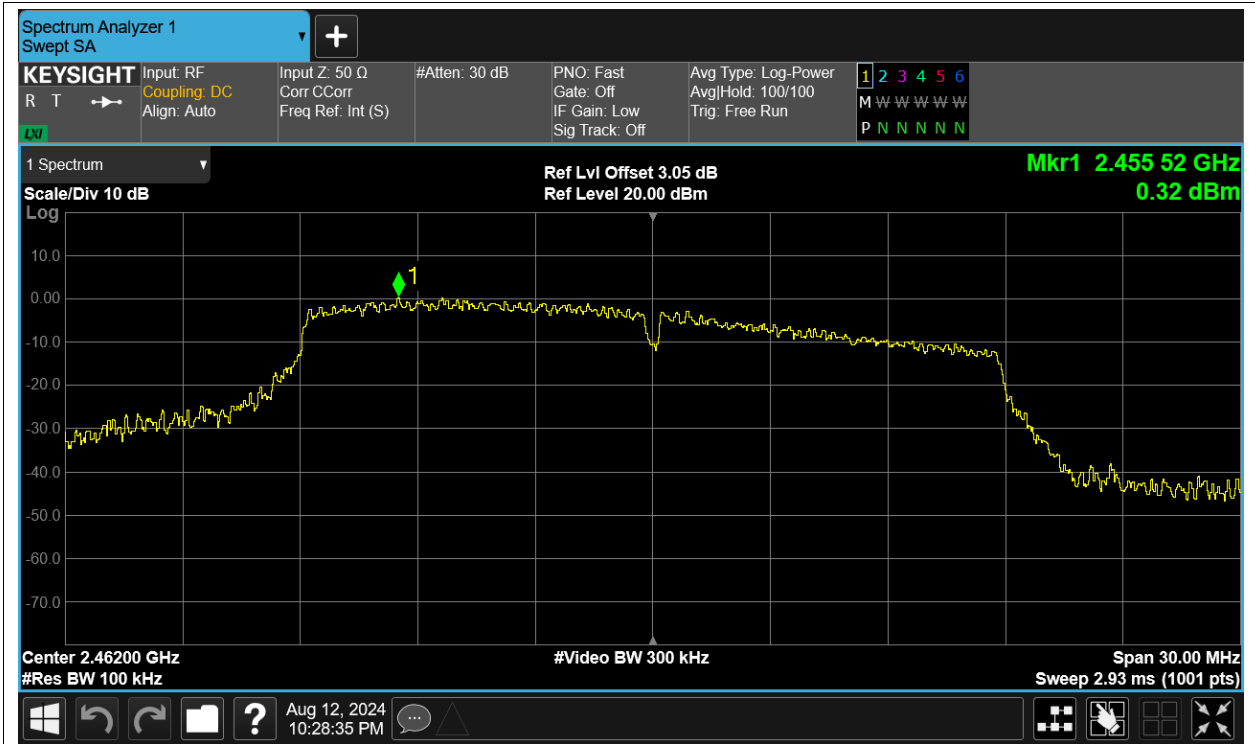 Spectrum Analyzer 1
Swept SA
+
KEYSIGHT
R T
LXI
Input: RF
Coupling: DC
Align: Auto
Input Z: 50 Ω
Corr CCorr
Freq Ref: Int (S)
#Atten: 30 dB
PNO: Fast
Gate: Off
IF Gain: Low
Sig Track: Off
Avg Type: Log-Power
Avg|Hold: 100/100
Trig: Free Run
1 2 3 4 5 6
M W W W W W
P N N N N N
1 Spectrum
Scale/Div 10 dB
Log
Ref Lvl Offset 3.05 dB
Ref Level 20.00 dBm
Mkr1 2.455 52 GHz
0.32 dBm
1
10.0
0.00
-10.0
-20.0
-30.0
-40.0
-50.0
-60.0
-70.0
Center 2.46200 GHz
#Res BW 100 kHz
#Video BW 300 kHz
Span 30.00 MHz
Sweep 2.93 ms (1001 pts)
?
Aug 12, 2024
10:28:35 PM